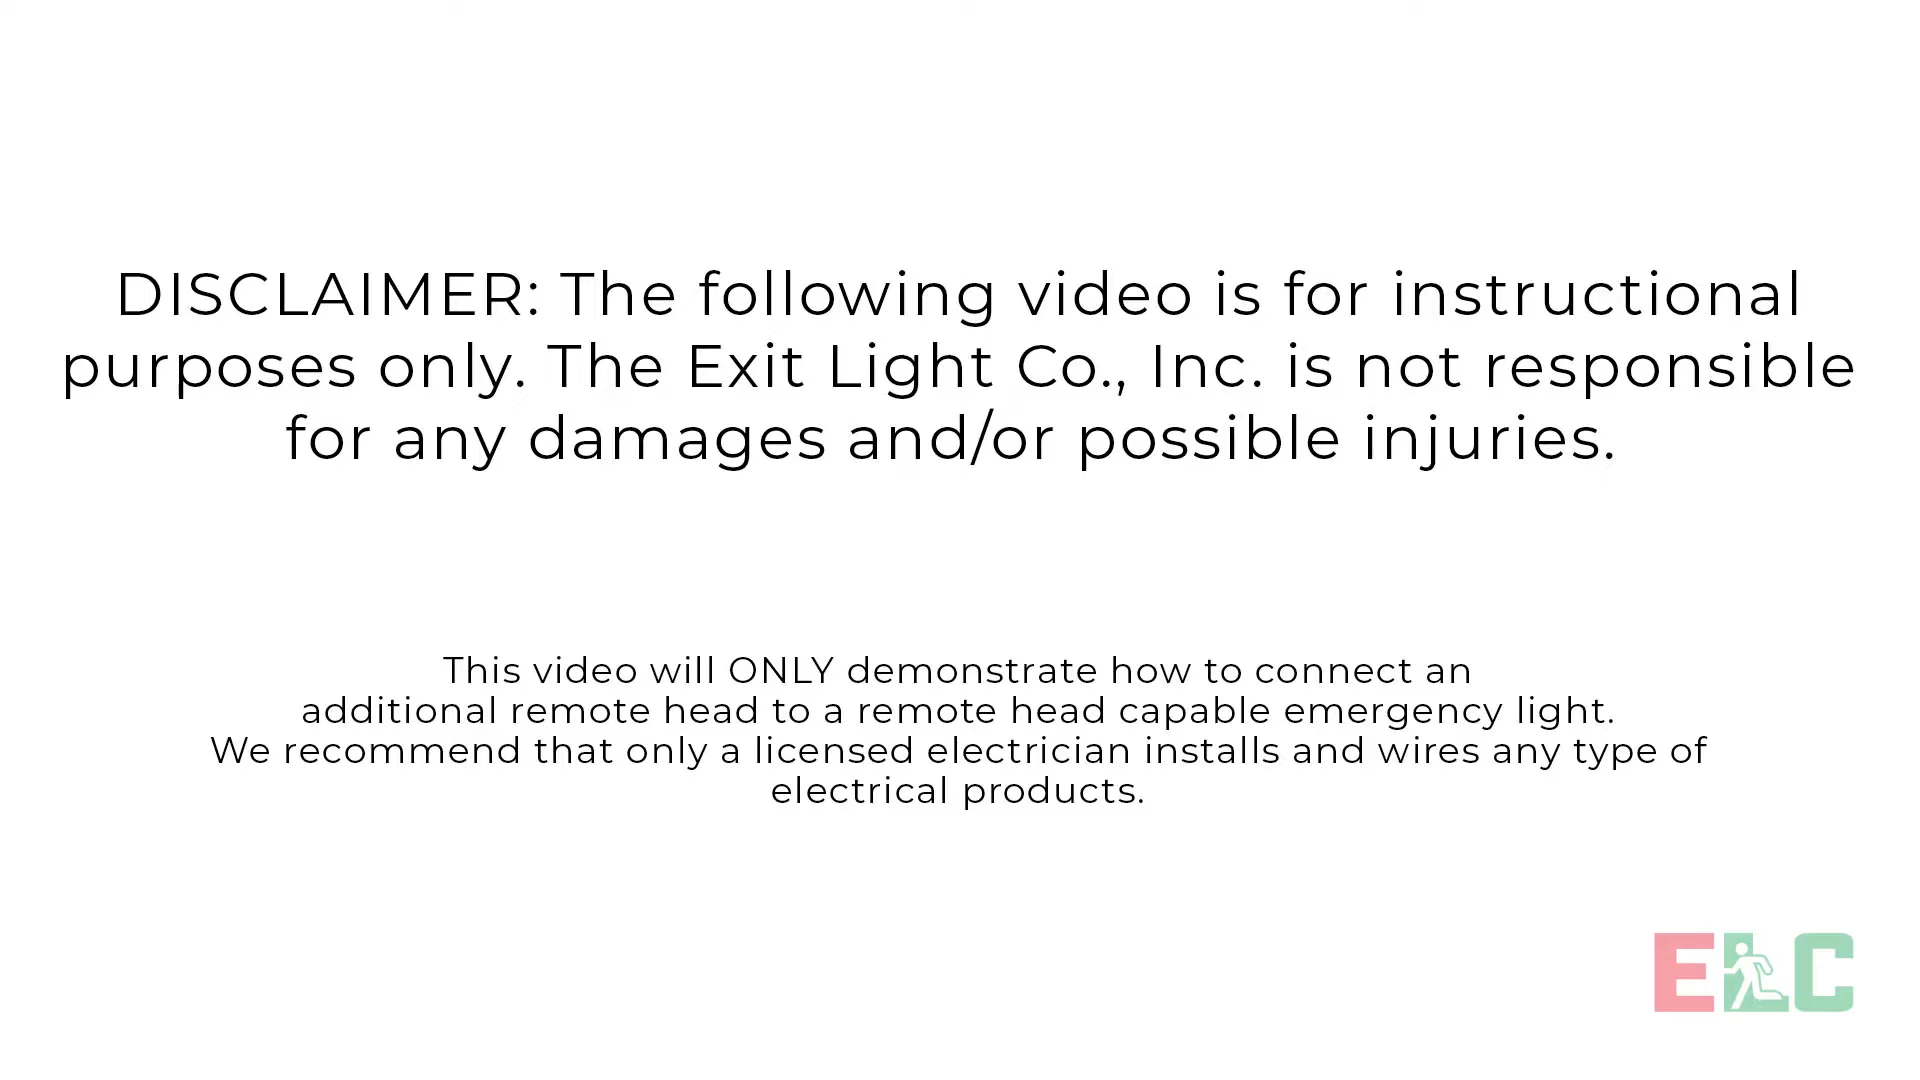 DISCLAIMER: The following video is for instructional
purposes only. The Exit Light Co., Inc. is not responsible
for any damages and/or possible injuries.
This video will ONLY demonstrate how to connect an
additional remote head to a remote head capable emergency light.
We recommend that only a licensed electrician installs and wires any type of
electrical products.
ELC